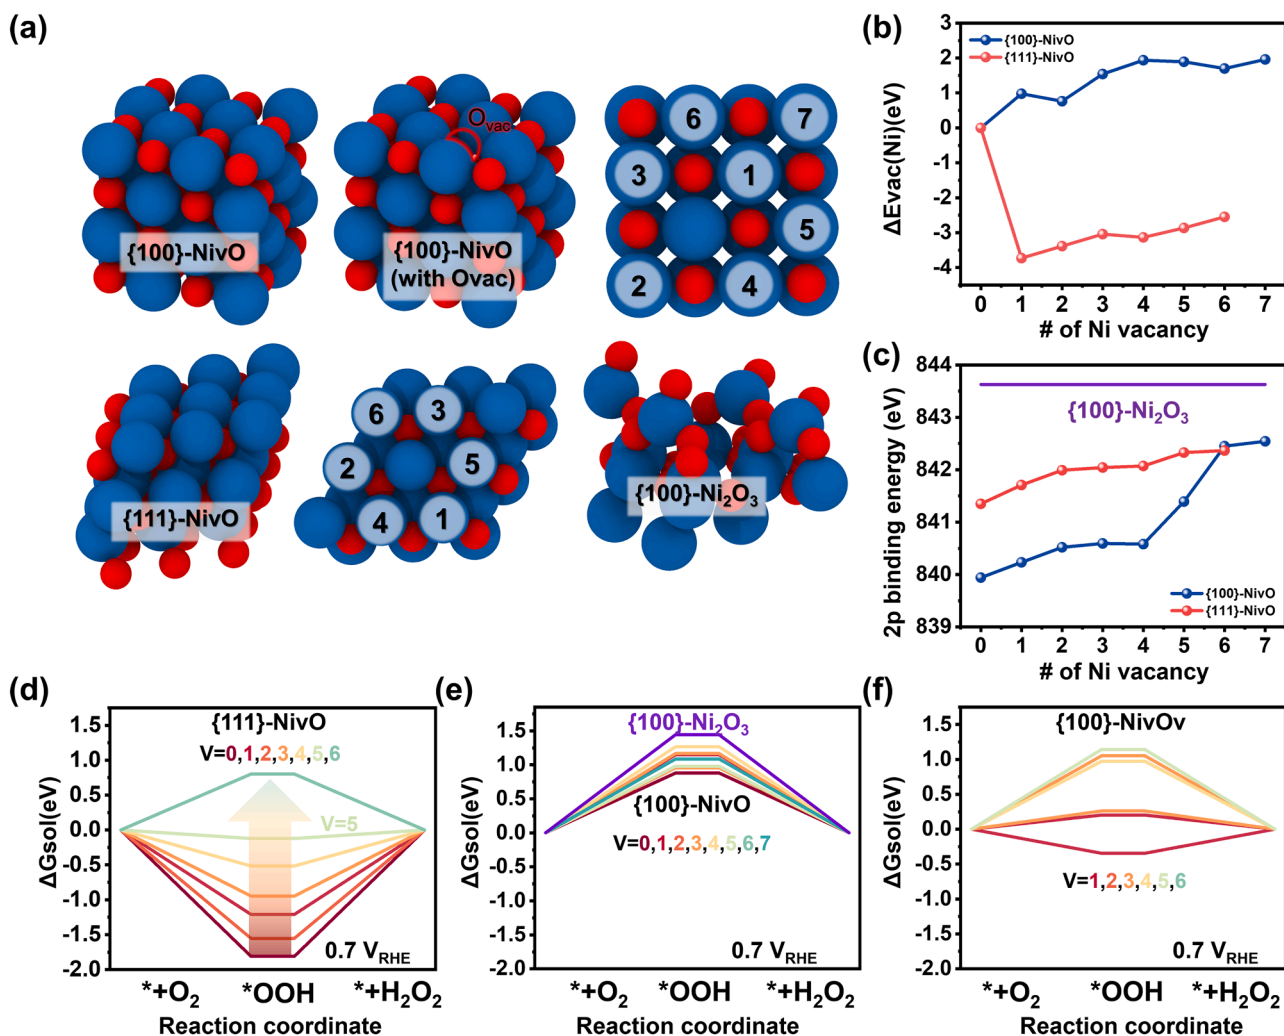 (a)
{100}-NivO
Ovac
{100}-NivO
(with Ovac)
6 7
3 1
5
2 4
{111}-NivO
6 3
2 5
4 1
{100}-Ni₂O₃
(b)
{100}-NivO
{111}-NivO
ΔEvac(Ni)(eV)
3
2
1
0
-1
-2
-3
-4
0 1 2 3 4 5 6 7
# of Ni vacancy
(c)
2p binding energy (eV)
844
843
842
841
840
839
{100}-Ni₂O₃
{100}-NivO
{111}-NivO
0 1 2 3 4 5 6 7
# of Ni vacancy
(d)
ΔGsol(eV)
1.5
1.0
0.5
0.0
-0.5
-1.0
-1.5
-2.0
{111}-NivO
V=0,1,2,3,4,5,6
V=5
0.7 V_RHE
*+O₂ *OOH *+H₂O₂
Reaction coordinate
(e)
ΔGsol(eV)
1.5
1.0
0.5
0.0
0.5
1.0
1.5
2.0
{100}-Ni₂O₃
{100}-NivO
V=0,1,2,3,4,5,6,7
0.7 V_RHE
*+O₂ *OOH *+H₂O₂
Reaction coordinate
(f)
ΔGsol(eV)
1.5
1.0
0.5
0.0
-0.5
-1.0
-1.5
-2.0
{100}-NivOv
V=1,2,3,4,5,6
0.7 V_RHE
*+O₂ *OOH *+H₂O₂
Reaction coordinate